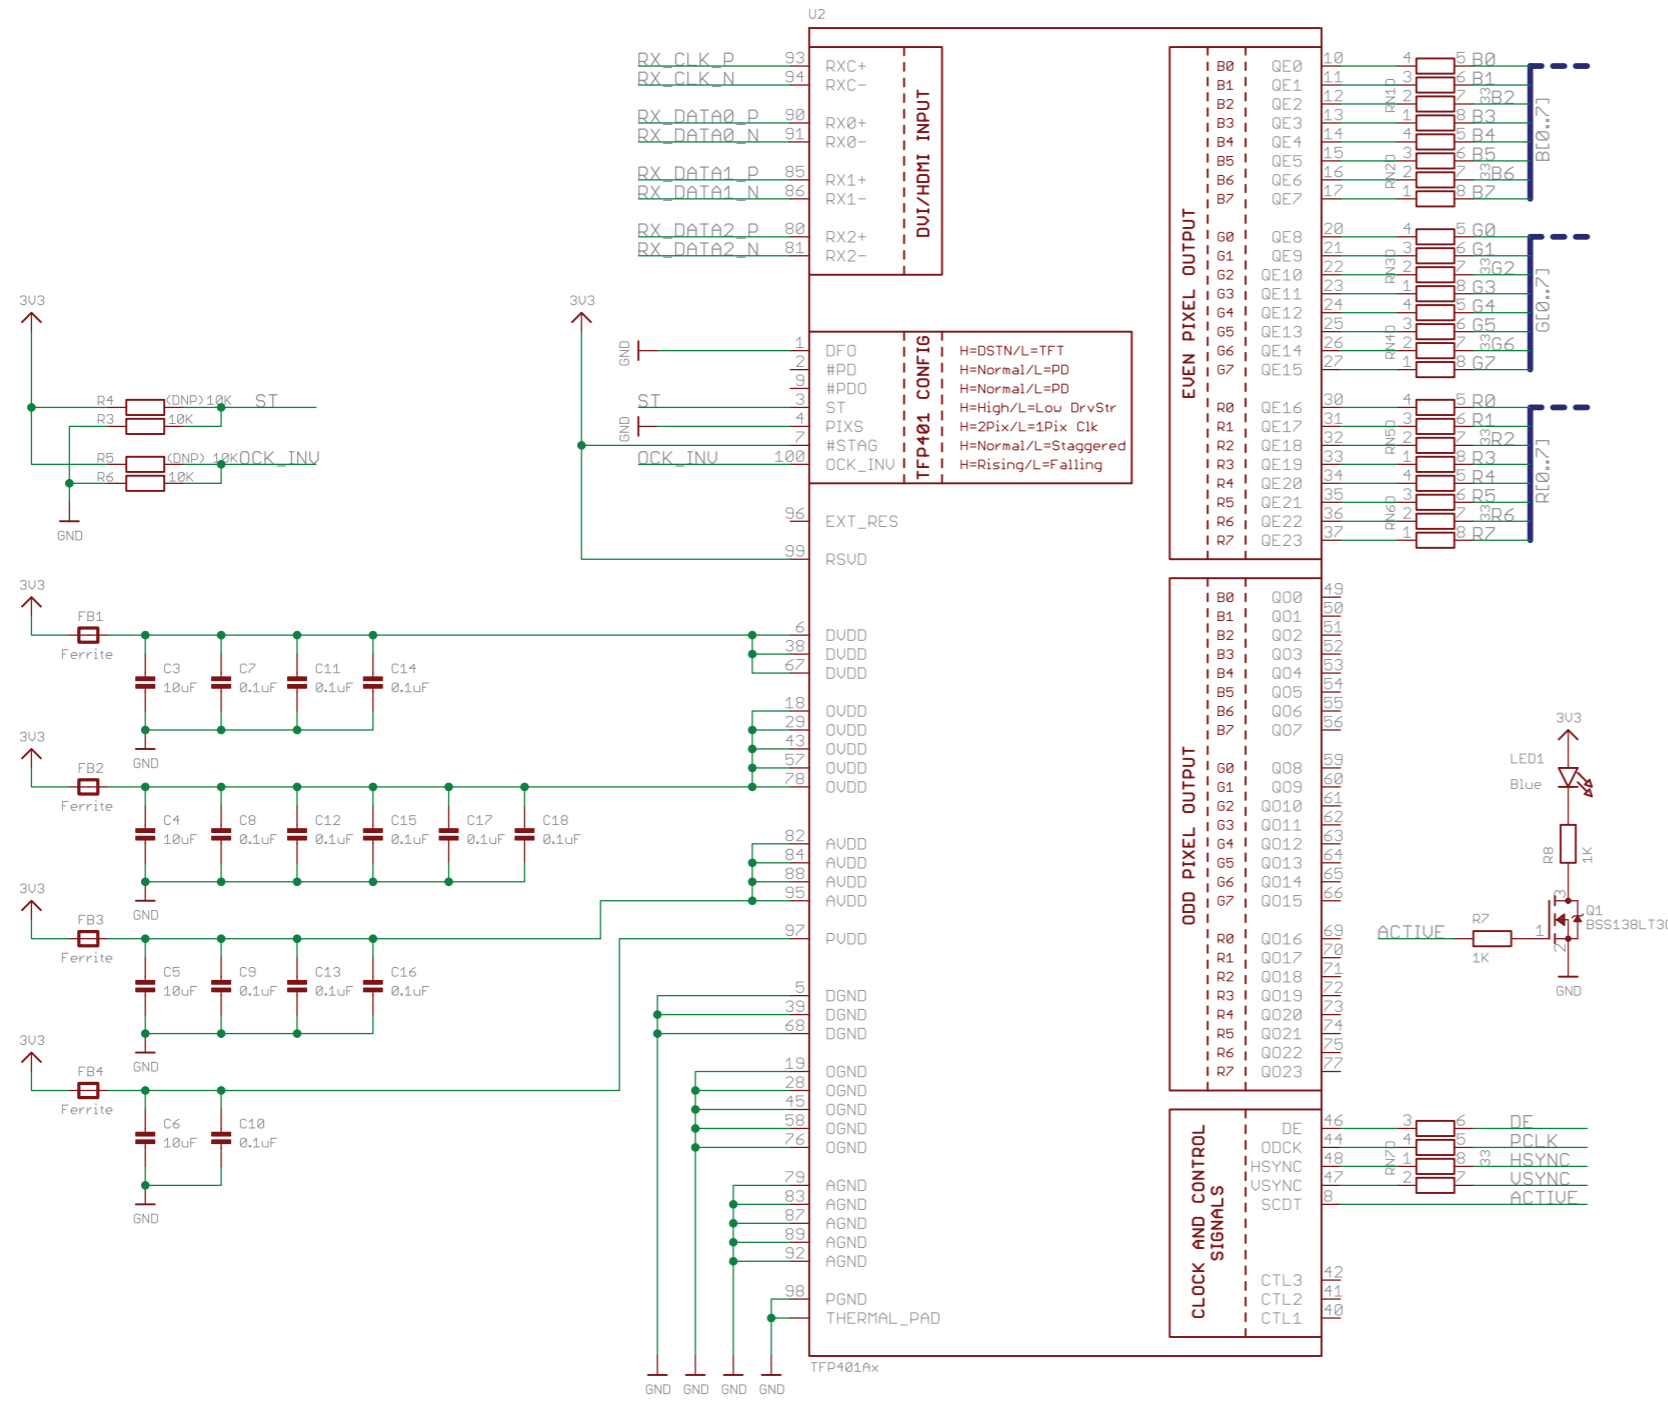 U2
RX_CLK_P 93 RXC+
RX_CLK_N 94 RXC-
RX_DATA0_P 90 RX0+
RX_DATA0_N 91 RX0-
RX_DATA1_P 85 RX1+
RX_DATA1_N 86 RX1-
RX_DATA2_P 80 RX2+
RX_DATA2_N 81 RX2-
DVI/HDMI INPUT
3V3
GND
1 DFO H=DSTN/L=TFT
2 #PD H=Normal/L=PD
9 #PDO H=Normal/L=PD
ST 3 ST H=High/L=Low DrvStr
GND
4 PIXS H=2Pix/L=1Pix Clk
7 #STAG H=Normal/L=Staggered
OCK_INV 100 OCK_INV H=Rising/L=Falling
TFP401 CONFIG
96 EXT_RES
99 RSVD
3V3
R4 (DNP) 10K ST
R3 10K
R5 (DNP) 10K OCK_INV
R6 10K
GND
3V3
FB1
Ferrite
C3 10uF
C7 0.1uF
C11 0.1uF
C14 0.1uF
GND
6 DVDD
38 DVDD
67 DVDD
3V3
FB2
Ferrite
C4 10uF
C8 0.1uF
C12 0.1uF
C15 0.1uF
C17 0.1uF
C18 0.1uF
GND
18 OVDD
29 OVDD
43 OVDD
57 OVDD
78 OVDD
3V3
FB3
Ferrite
C5 10uF
C9 0.1uF
C13 0.1uF
C16 0.1uF
GND
82 AVDD
84 AVDD
88 AVDD
95 AVDD
97 PVDD
3V3
FB4
Ferrite
C6 10uF
C10 0.1uF
GND
5 DGND
39 DGND
68 DGND
19 OGND
28 OGND
45 OGND
58 OGND
76 OGND
79 AGND
83 AGND
87 AGND
89 AGND
92 AGND
98 PGND
THERMAL_PAD
GND GND GND GND
TFP401Ax
EVEN PIXEL OUTPUT
B0 QE0 10 4 5 B0
B1 QE1 11 3 6 B1
B2 QE2 12 2 7 B2
B3 QE3 13 1 8 B3
RN1D 33
B4 QE4 14 4 5 B4
B5 QE5 15 3 6 B5
B6 QE6 16 2 7 B6
B7 QE7 17 1 8 B7
RN2D 33
B[0..7]
G0 QE8 20 4 5 G0
G1 QE9 21 3 6 G1
G2 QE10 22 2 7 G2
G3 QE11 23 1 8 G3
RN3D 33
G4 QE12 24 4 5 G4
G5 QE13 25 3 6 G5
G6 QE14 26 2 7 G6
G7 QE15 27 1 8 G7
RN4D 33
G[0..7]
R0 QE16 30 4 5 R0
R1 QE17 31 3 6 R1
R2 QE18 32 2 7 R2
R3 QE19 33 1 8 R3
RN5D 33
R4 QE20 34 4 5 R4
R5 QE21 35 3 6 R5
R6 QE22 36 2 7 R6
R7 QE23 37 1 8 R7
RN6D 33
R[0..7]
ODD PIXEL OUTPUT
B0 QO0 49
B1 QO1 50
B2 QO2 51
B3 QO3 52
B4 QO4 53
B5 QO5 54
B6 QO6 55
B7 QO7 56
G0 QO8 59
G1 QO9 60
G2 QO10 61
G3 QO11 62
G4 QO12 63
G5 QO13 64
G6 QO14 65
G7 QO15 66
R0 QO16 69
R1 QO17 70
R2 QO18 71
R3 QO19 72
R4 QO20 73
R5 QO21 74
R6 QO22 75
R7 QO23 77
CLOCK AND CONTROL
SIGNALS
DE 46 3 6 DE
ODCK 44 4 5 PCLK
HSYNC 48 1 8 HSYNC
VSYNC 47 2 7 VSYNC
RN7D 33
SCDT 8 ACTIVE
CTL3 42
CTL2 41
CTL1 40
3V3
LED1
Blue
R8 1K
3
Q1
BSS138LT3G
ACTIVE R7 1 2
1K
GND